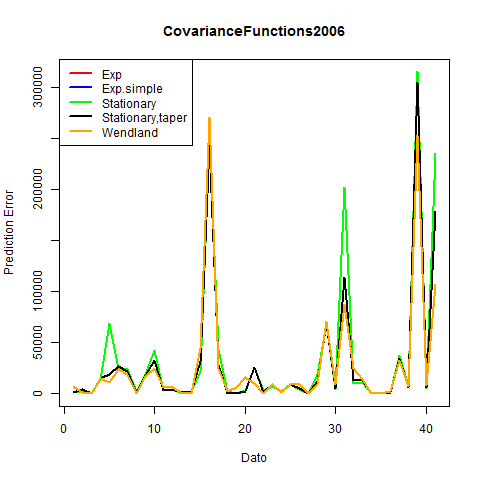 CovarianceFunctions2006
Exp
Exp.simple
Stationary
Stationary,taper
Wendland
Prediction Error
0
50000
100000
200000
300000
0
10
20
30
40
Dato